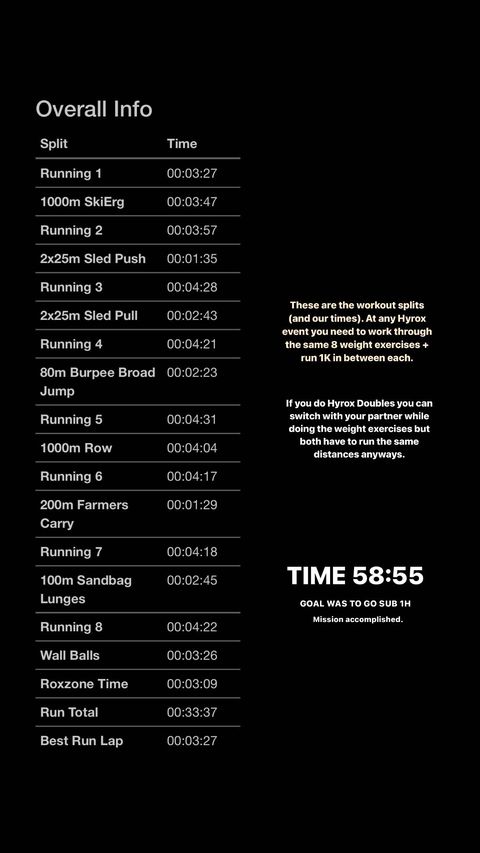 Overall Info
Split Time
Running 1 00:03:27
1000m SkiErg 00:03:47
Running 2 00:03:57
2x25m Sled Push 00:01:35
Running 3 00:04:28
2x25m Sled Pull 00:02:43
Running 4 00:04:21
80m Burpee Broad 00:02:23
Jump
Running 5 00:04:31
1000m Row 00:04:04
Running 6 00:04:17
200m Farmers 00:01:29
Carry
Running 7 00:04:18
100m Sandbag 00:02:45
Lunges
Running 8 00:04:22
Wall Balls 00:03:26
Roxzone Time 00:03:09
Run Total 00:33:37
Best Run Lap 00:03:27
These are the workout splits
(and our times). At any Hyrox
event you need to work through
the same 8 weight exercises +
run 1K in between each.
If you do Hyrox Doubles you can
switch with your partner while
doing the weight exercises but
both have to run the same
distances anyways.
TIME 58:55
GOAL WAS TO GO SUB 1H
Mission accomplished.